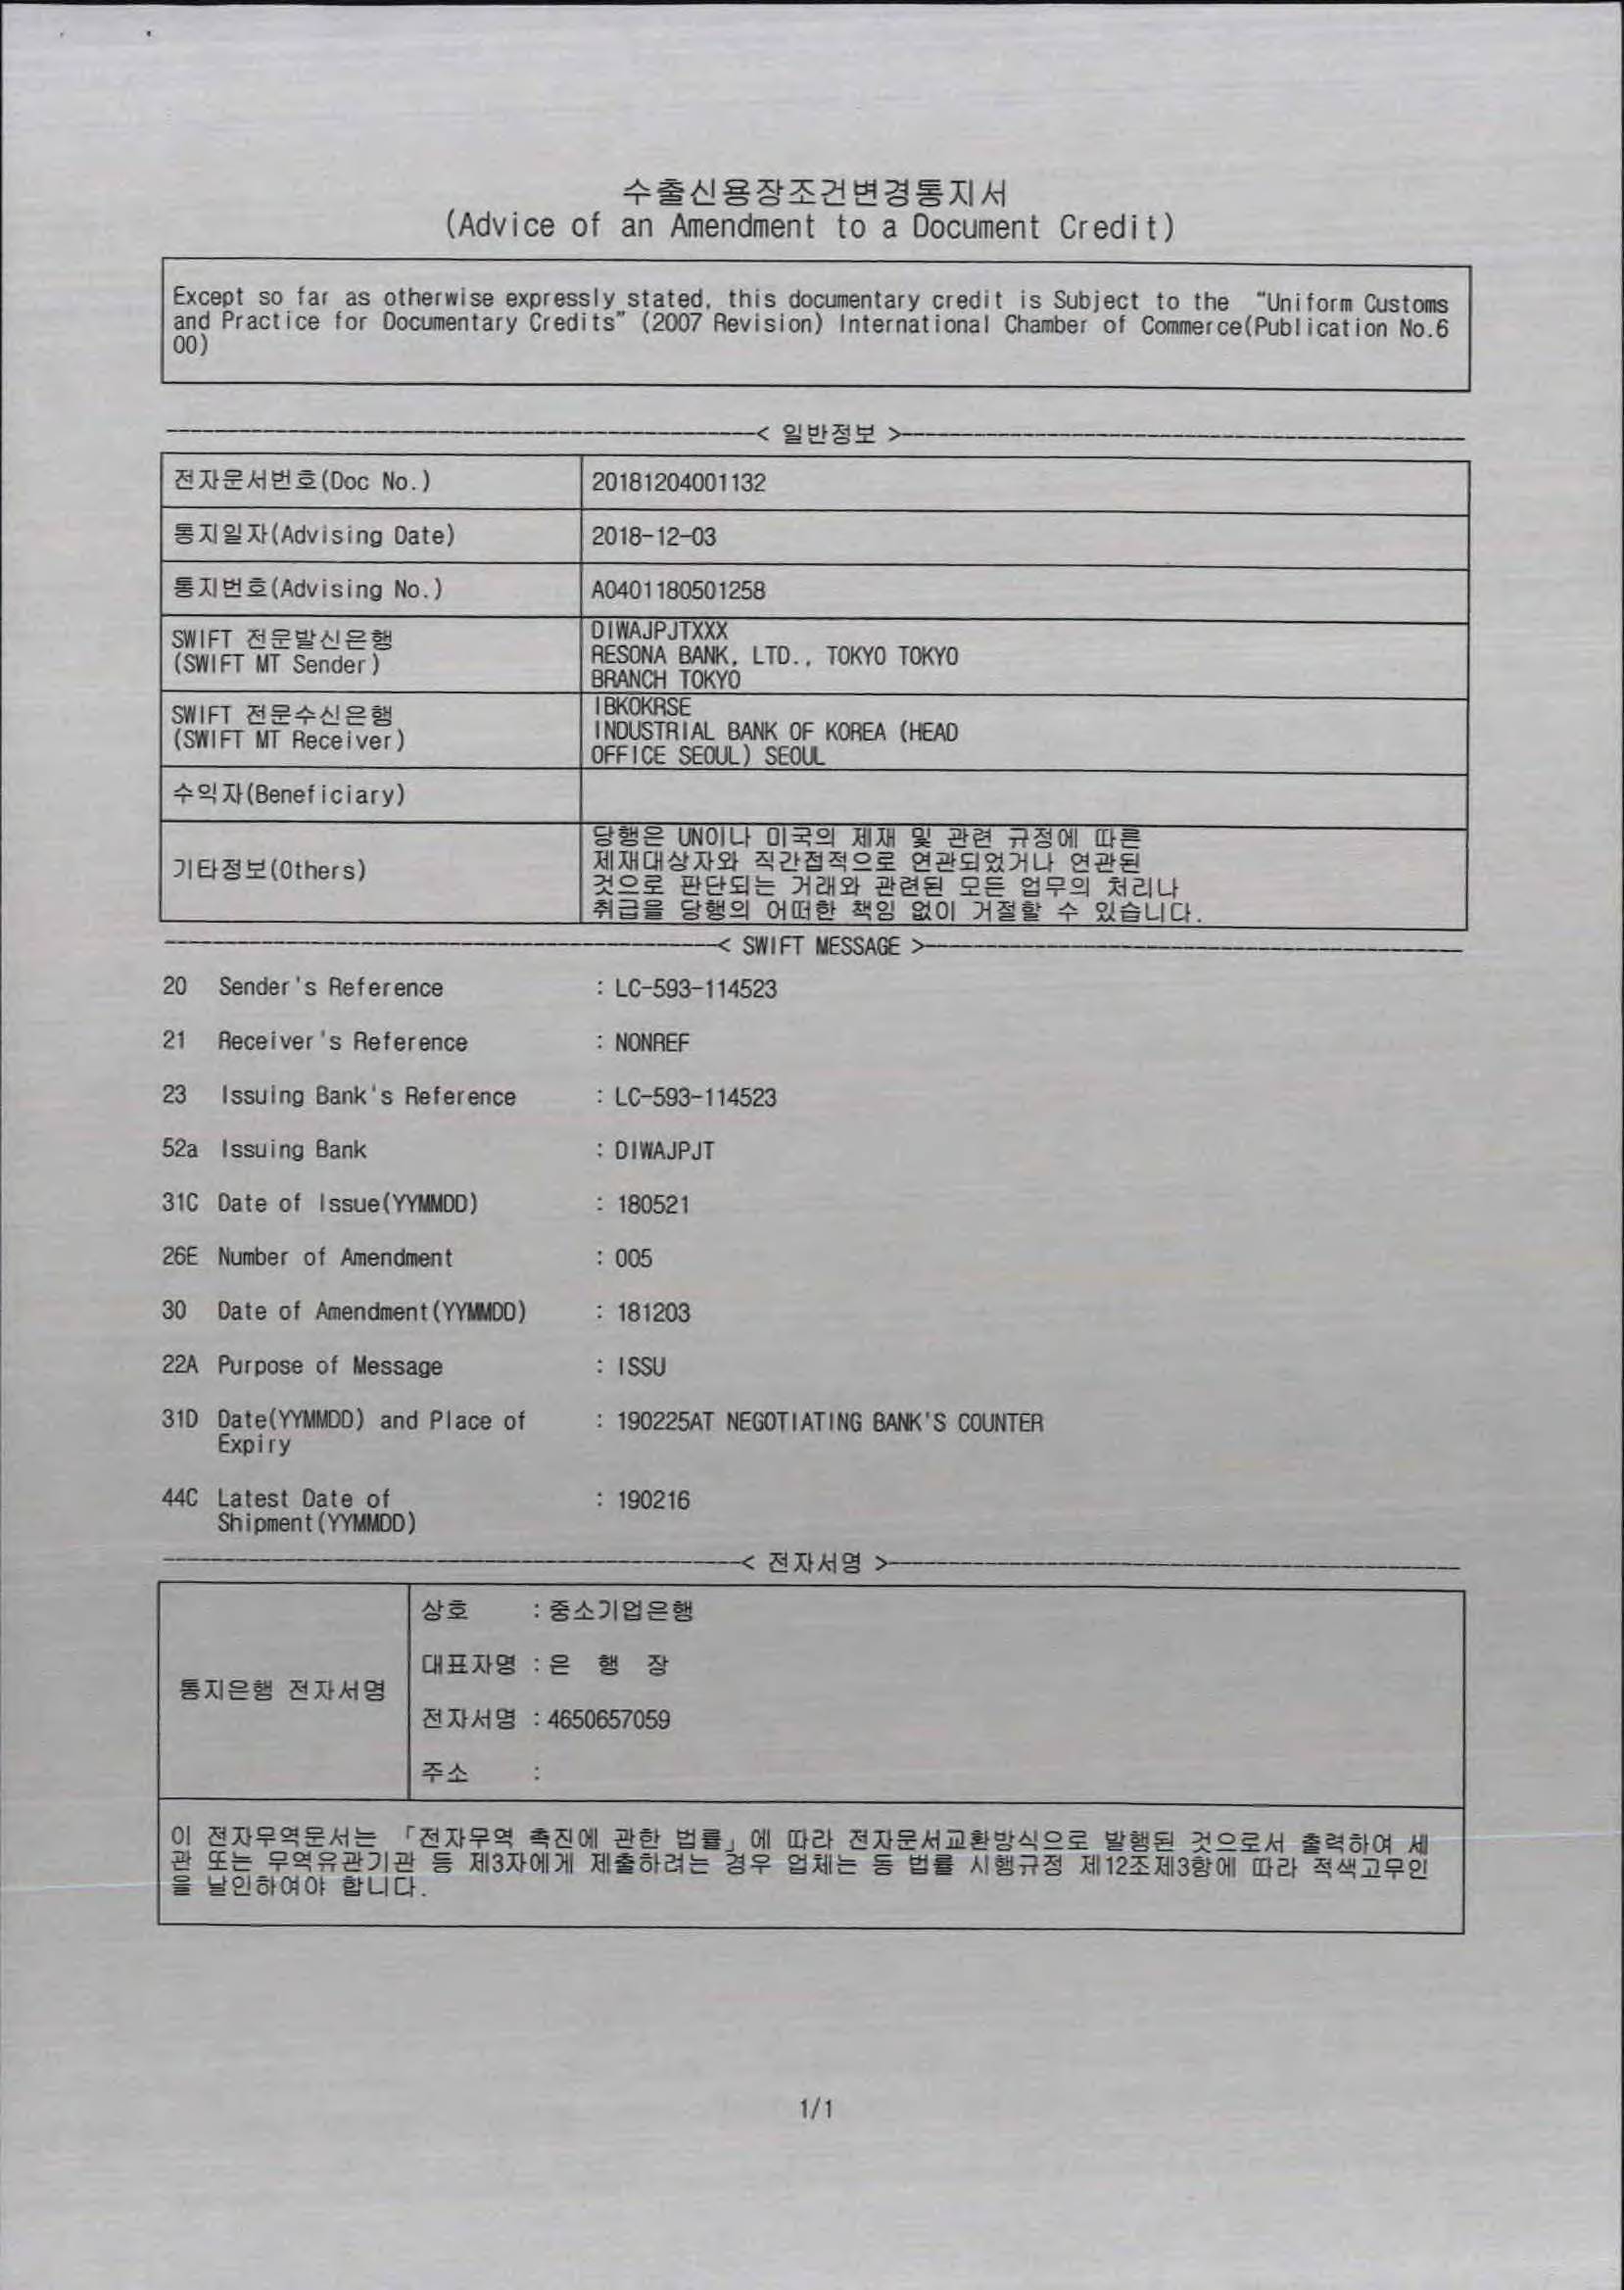 수출신용장조건변경통지서
(Advice of an Amendment to a Document Credit)
Except so far as otherwise expressly stated, this documentary credit is Subject to the "Uniform Customs
and Practice for Documentary Credits" (2007 Revision) International Chamber of Commerce(Publication No.6
00)
< 일반정보 >
전자문서번호(Doc No.) 20181204001132
통지일자(Advising Date) 2018-12-03
통지번호(Advising No.) A0401180501258
SWIFT 전문발신은행
(SWIFT MT Sender)
DIWAJPJTXXX
RESONA BANK, LTD., TOKYO TOKYO
BRANCH TOKYO
SWIFT 전문수신은행
(SWIFT MT Receiver)
IBKOKRSE
INDUSTRIAL BANK OF KOREA (HEAD
OFFICE SEOUL) SEOUL
수익자(Beneficiary)
기타정보(Others)
당행은 UN이나 미국의 제재 및 관련 규정에 따른
제재대상자와 직간접적으로 연관되었거나 연관된
것으로 판단되는 거래와 관련된 모든 업무의 처리나
취급을 당행의 어떠한 책임 없이 거절할 수 있습니다.
< SWIFT MESSAGE >
20 Sender's Reference : LC-593-114523
21 Receiver's Reference : NONREF
23 Issuing Bank's Reference : LC-593-114523
52a Issuing Bank : DIWAJPJT
31C Date of Issue(YYMMDD) : 180521
26E Number of Amendment : 005
30 Date of Amendment(YYMMDD) : 181203
22A Purpose of Message : ISSU
31D Date(YYMMDD) and Place of : 190225AT NEGOTIATING BANK'S COUNTER
Expiry
44C Latest Date of : 190216
Shipment(YYMMDD)
< 전자서명 >
통지은행 전자서명
상호 : 중소기업은행
대표자명 : 은 행 장
전자서명 : 4650657059
주소 :
이 전자무역문서는 「전자무역 촉진에 관한 법률」에 따라 전자문서교환방식으로 발행된 것으로서 출력하여 세
관 또는 무역유관기관 등 제3자에게 제출하려는 경우 업체는 동 법률 시행규정 제12조제3항에 따라 적색고무인
을 날인하여야 합니다.
1/1